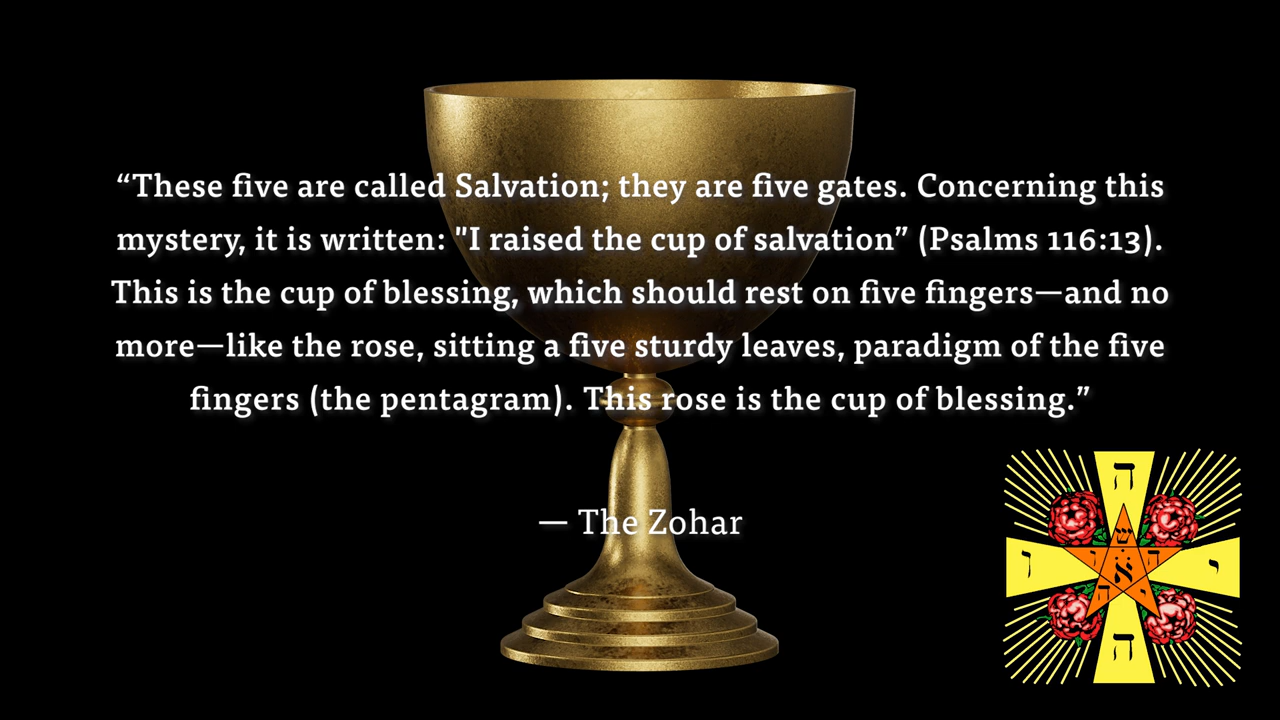 “These five are called Salvation; they are five gates. Concerning this
mystery, it is written: "I raised the cup of salvation” (Psalms 116:13).
This is the cup of blessing, which should rest on five fingers—and no
more—like the rose, sitting a five sturdy leaves, paradigm of the five
fingers (the pentagram). This rose is the cup of blessing.”
— The Zohar
ה
ש
ו ו ה י
א
ה י
ה